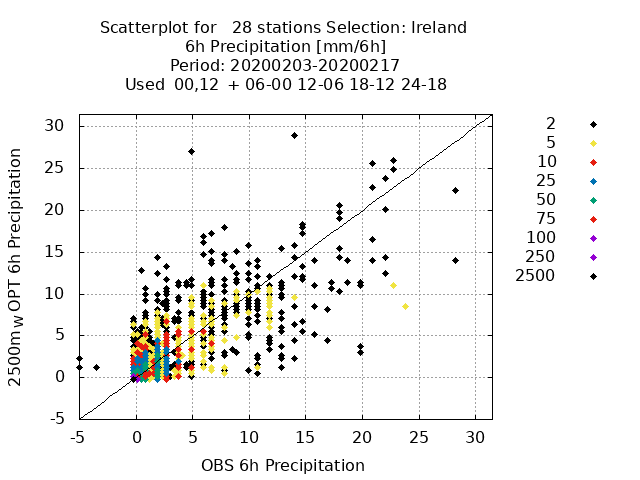 Scatterplot for 28 stations Selection: Ireland
6h Precipitation [mm/6h]
Period: 20200203-20200217
Used 00,12 + 06-00 12-06 18-12 24-18
2500mW OPT 6h Precipitation
30
25
20
15
10
5
0
-5
-5 0 5 10 15 20 25 30
OBS 6h Precipitation
2
5
10
25
50
75
100
250
2500